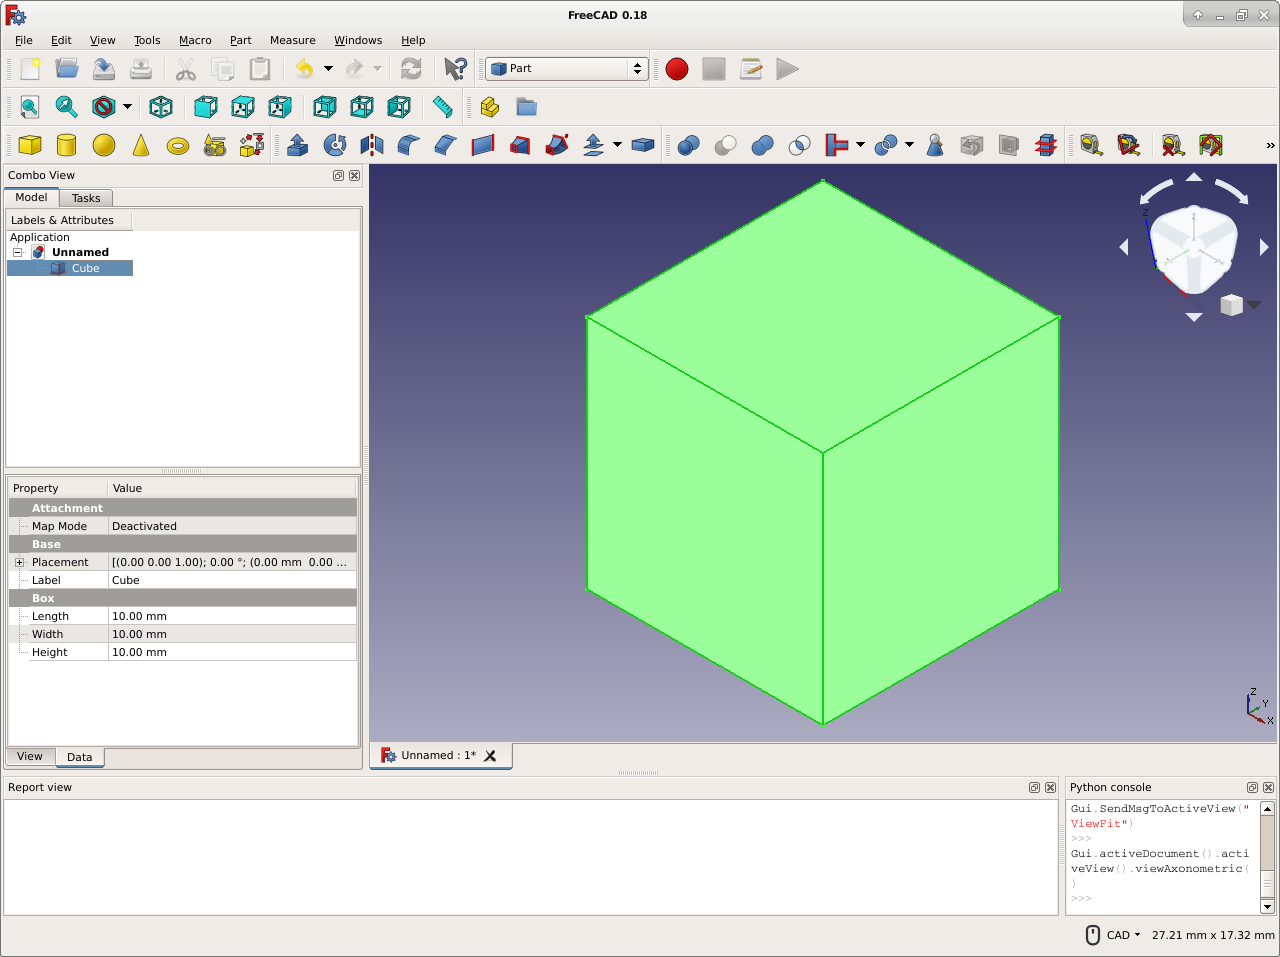 FreeCAD 0.18
File Edit View Tools Macro Part Measure Windows Help
Part
»
Combo View
Model Tasks
Labels & Attributes
Application
Unnamed
Cube
Property Value
Attachment
Map Mode Deactivated
Base
Placement [(0.00 0.00 1.00); 0.00 °; (0.00 mm 0.00 ...
Label Cube
Box
Length 10.00 mm
Width 10.00 mm
Height 10.00 mm
View Data
Z
Z
Y
X
Unnamed : 1*
Report view
Python console
Gui.SendMsgToActiveView("
ViewFit")
>>>
Gui.activeDocument().acti
veView().viewAxonometric(
)
>>>
CAD 27.21 mm x 17.32 mm